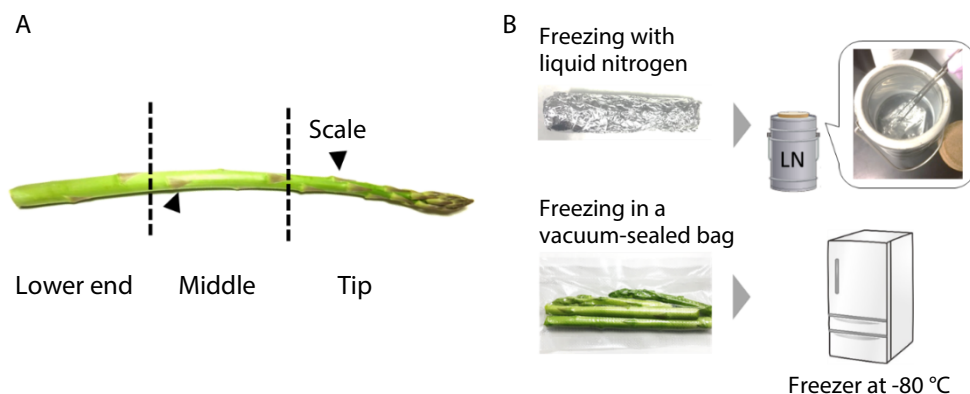 A
Scale
Lower end
Middle
Tip
B
Freezing with
liquid nitrogen
LN
Freezing in a
vacuum-sealed bag
Freezer at -80 °C